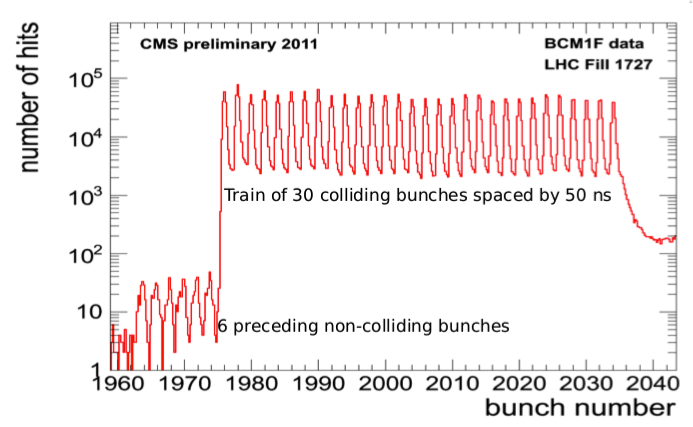 number of hits
CMS preliminary 2011
BCM1F data
LHC Fill 1727
10^5
10^4
10^3
10^2
10
1
Train of 30 colliding bunches spaced by 50 ns
6 preceding non-colliding bunches
1960 1970 1980 1990 2000 2010 2020 2030 2040
bunch number